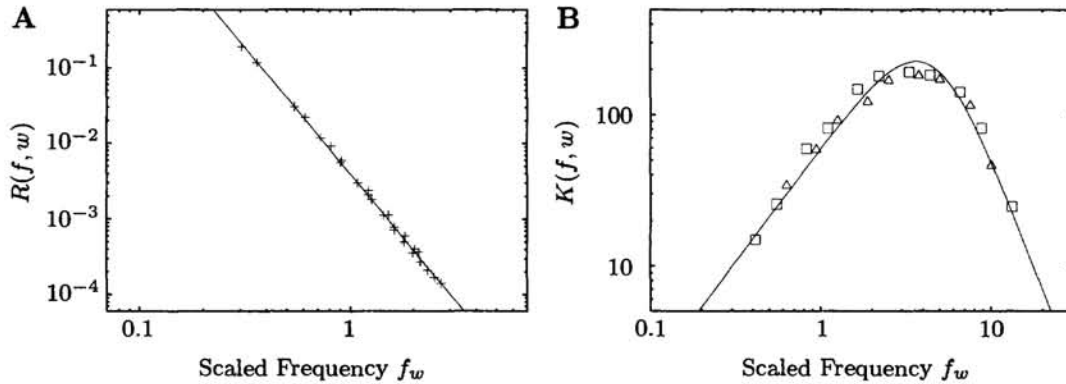 A
R(f, w)
10⁻¹
10⁻²
10⁻³
10⁻⁴
0.1
1
Scaled Frequency f_w
B
K(f, w)
100
10
0.1
1
10
Scaled Frequency f_w